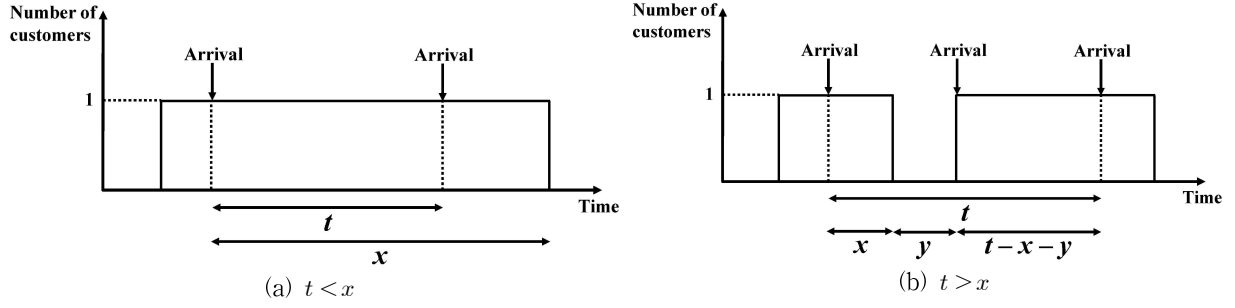 Number of
customers
Arrival
Arrival
1
Time
t
x
(a) t < x
Number of
customers
Arrival
Arrival
Arrival
1
Time
t
x
y
t − x − y
(b) t > x